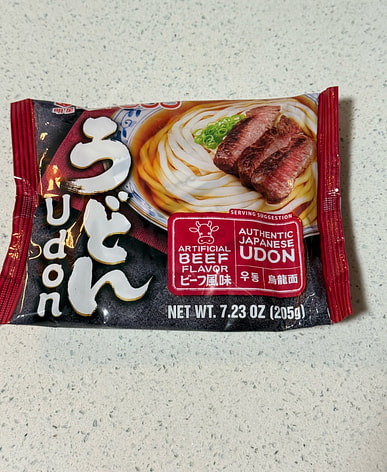 うどん
Udon
SERVING SUGGESTION
ARTIFICIAL
BEEF
FLAVOR
ビーフ風味
AUTHENTIC
JAPANESE
UDON
우동
烏龍面
NET WT. 7.23 OZ (205g)